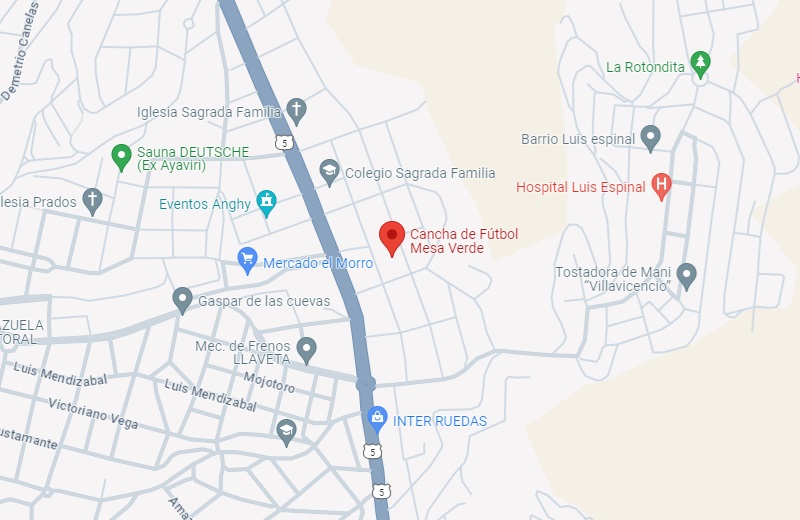 Demetrio Canelas
La Rotondita
H
Iglesia Sagrada Familia
5
Barrio Luis espinal
Sauna DEUTSCHE
(Ex Ayaviri)
Colegio Sagrada Familia
Hospital Luis Espinal
H
lesia Prados
Eventos Anghy
Cancha de Fútbol
Mesa Verde
Mercado el Morro
Tostadora de Mani
“Villavicencio”
Gaspar de las cuevas
AZUELA
TORAL
Mec. de Frenos
LLAVETA
Luis Mendizabal
Mojotoro
Luis Mendizabal
Victoriano Vega
INTER RUEDAS
ustamante
5
5
Amaz